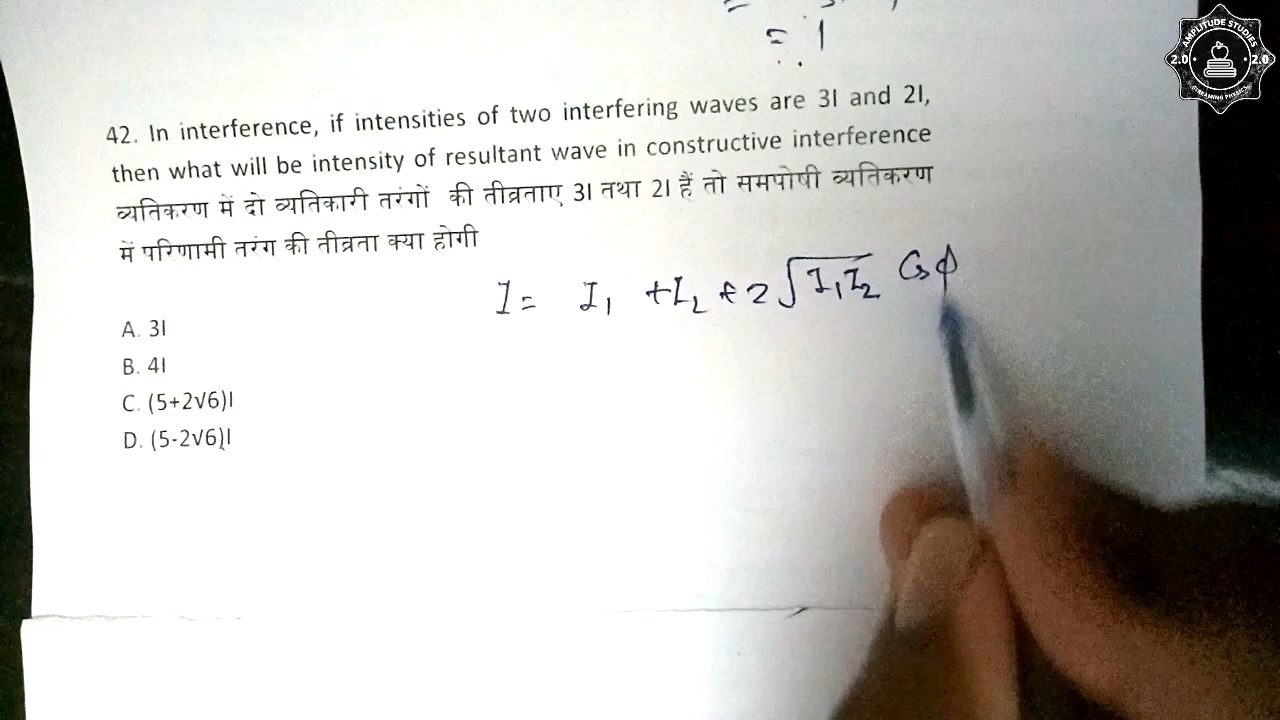 = 1
42. In interference, if intensities of two interfering waves are 3I and 2I,
then what will be intensity of resultant wave in constructive interference
व्यतिकरण में दो व्यतिकारी तरंगों की तीव्रताए 3I तथा 2I हैं तो समपोषी व्यतिकरण
में परिणामी तरंग की तीव्रता क्या होगी
I = I₁ + I₂ + 2√I₁I₂ Cosφ
A. 3I
B. 4I
C. (5+2√6)I
D. (5-2√6)I
AMPLITUDE STUDIES
2.0 2.0
STREAMING PHYSICS